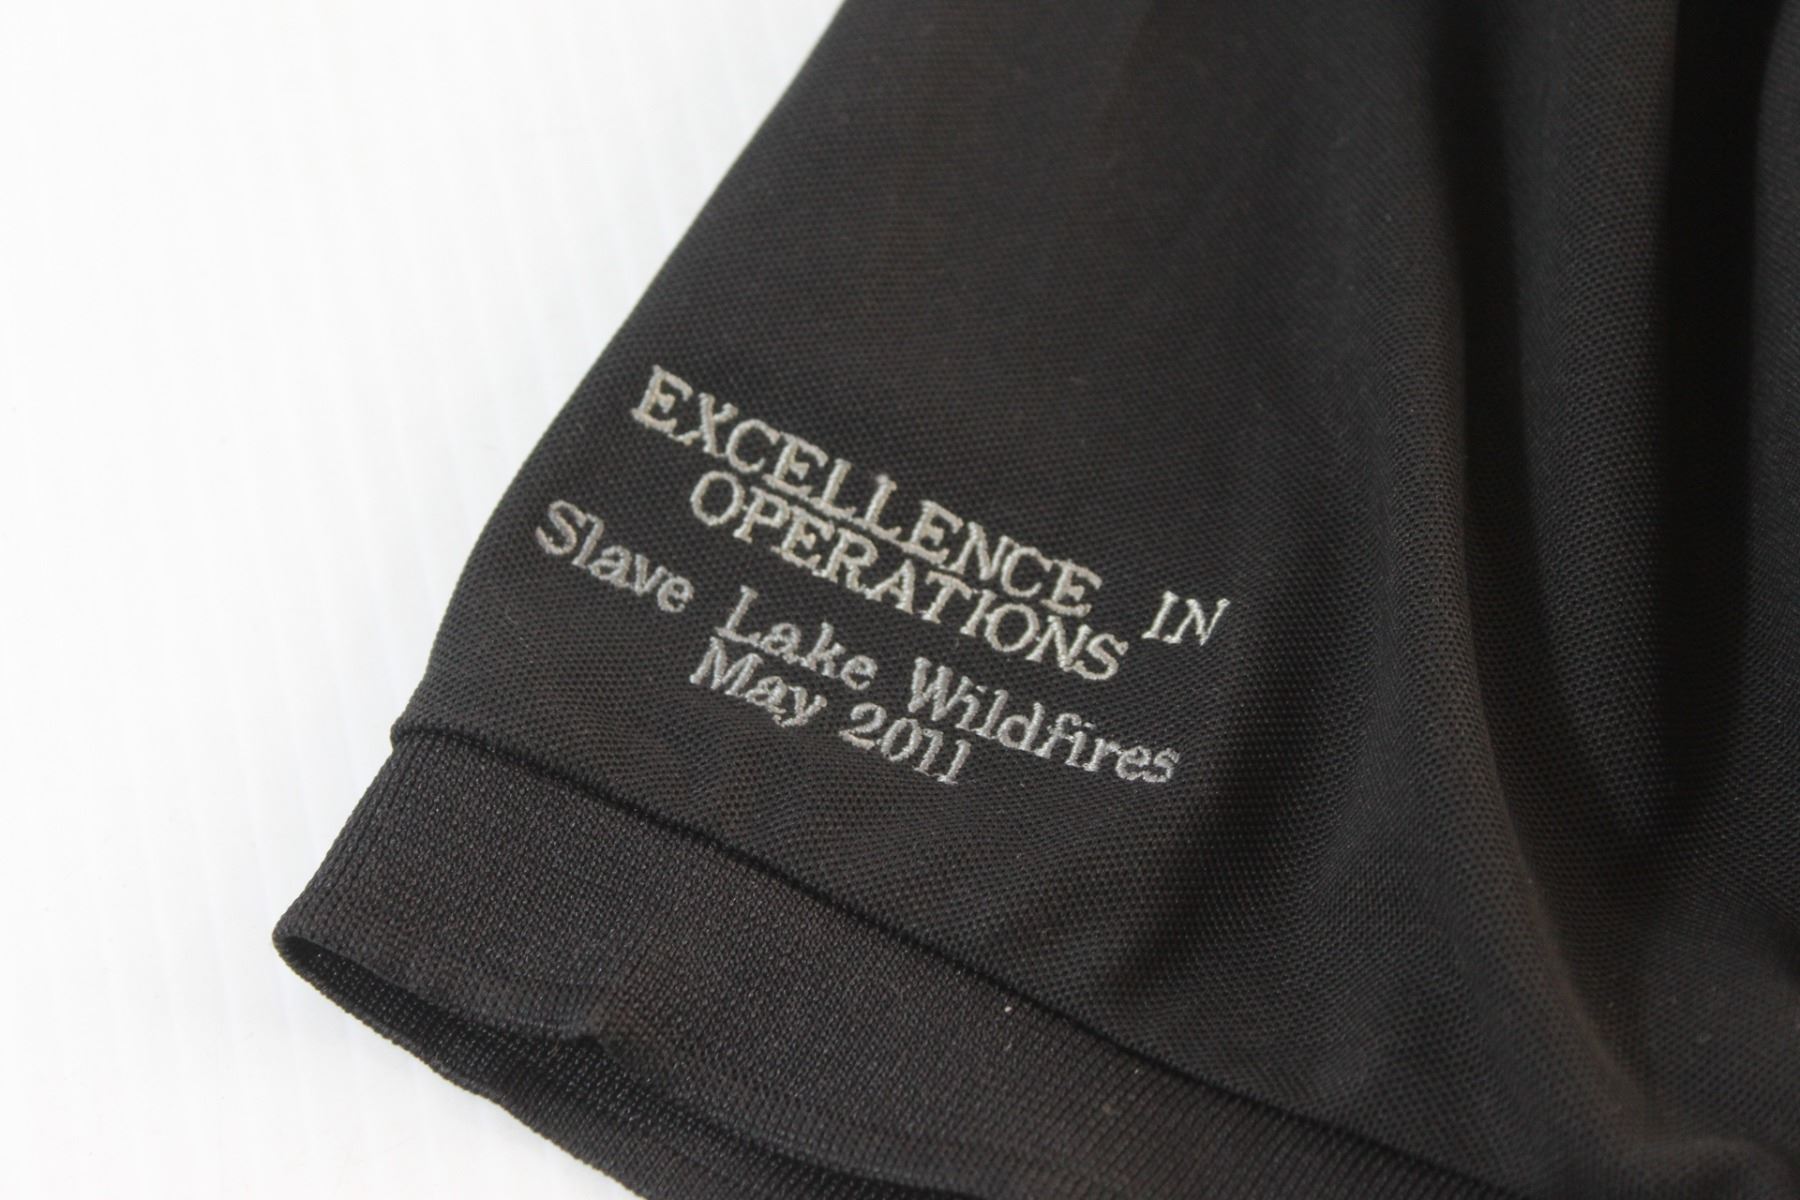 EXCELLENCE IN
OPERATIONS
Slave Lake Wildfires
May 2011